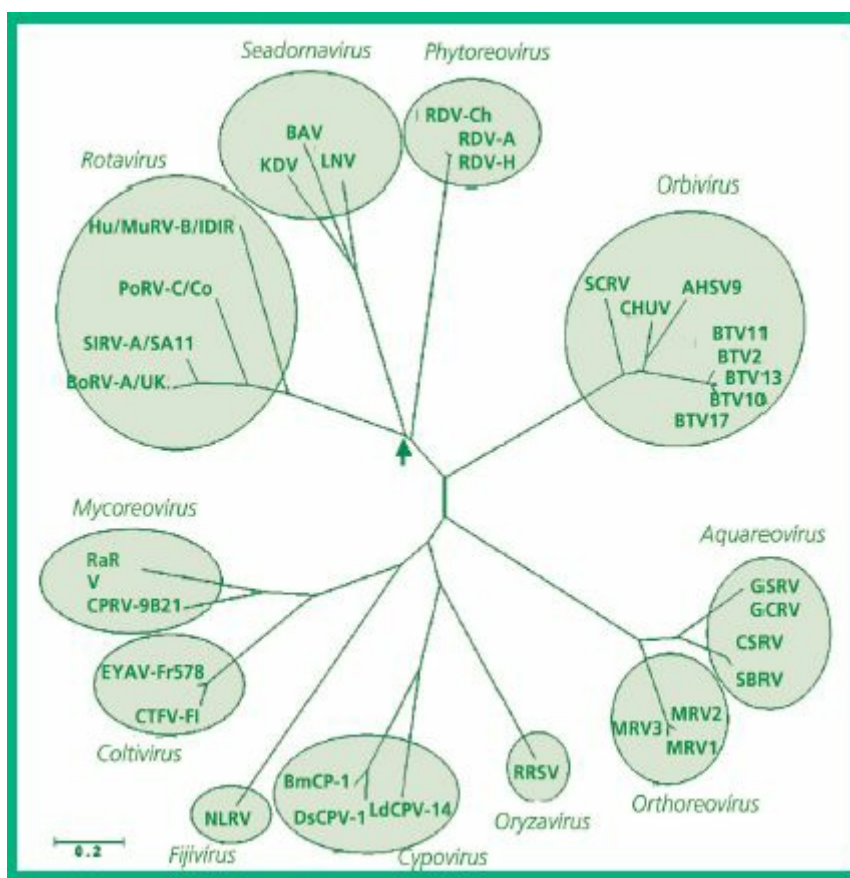 Seadornavirus
Phytoreovirus
RDV-Ch
BAV
RDV-A
KDV
LNV
RDV-H
Rotavirus
Orbivirus
Hu/MuRV-B/IDIR
SCRV
AHSV9
PoRV-C/Co
CHUV
BTV11
SIRV-A/SA11
BTV2
BoRV-A/UK
BTV13
BTV10
BTV17
Mycoreovirus
Aquareovirus
RaR
V
CPRV-9B21
GSRV
GCRV
CSRV
EYAV-Fr578
SBRV
CTFV-Fl
MRV2
MRV3
MRV1
Coltivirus
BmCP-1
RRSV
DsCPV-1
LdCPV-14
NLRV
Orthoreovirus
Oryzavirus
0.2
Fijivirus
Cypovirus